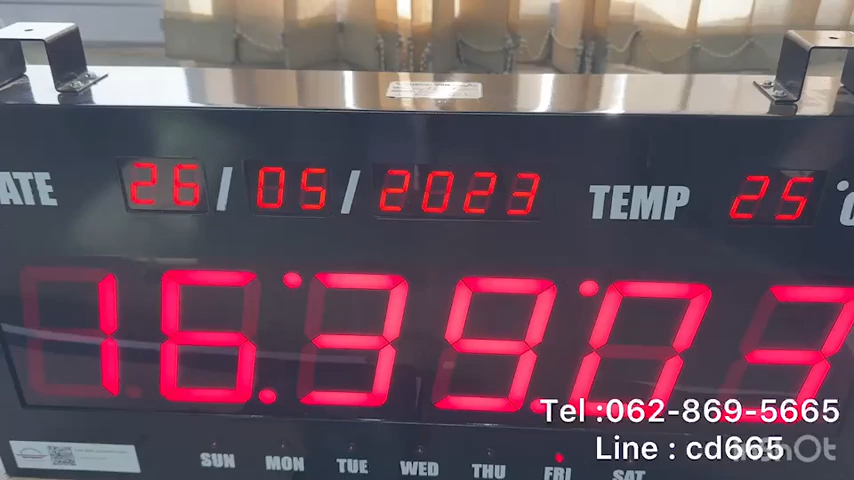 ATE 26/05/2023 TEMP 25°C
16:39:03
Tel :062-869-5665
Line : cd665
SUN MON TUE WED THU FRI SAT